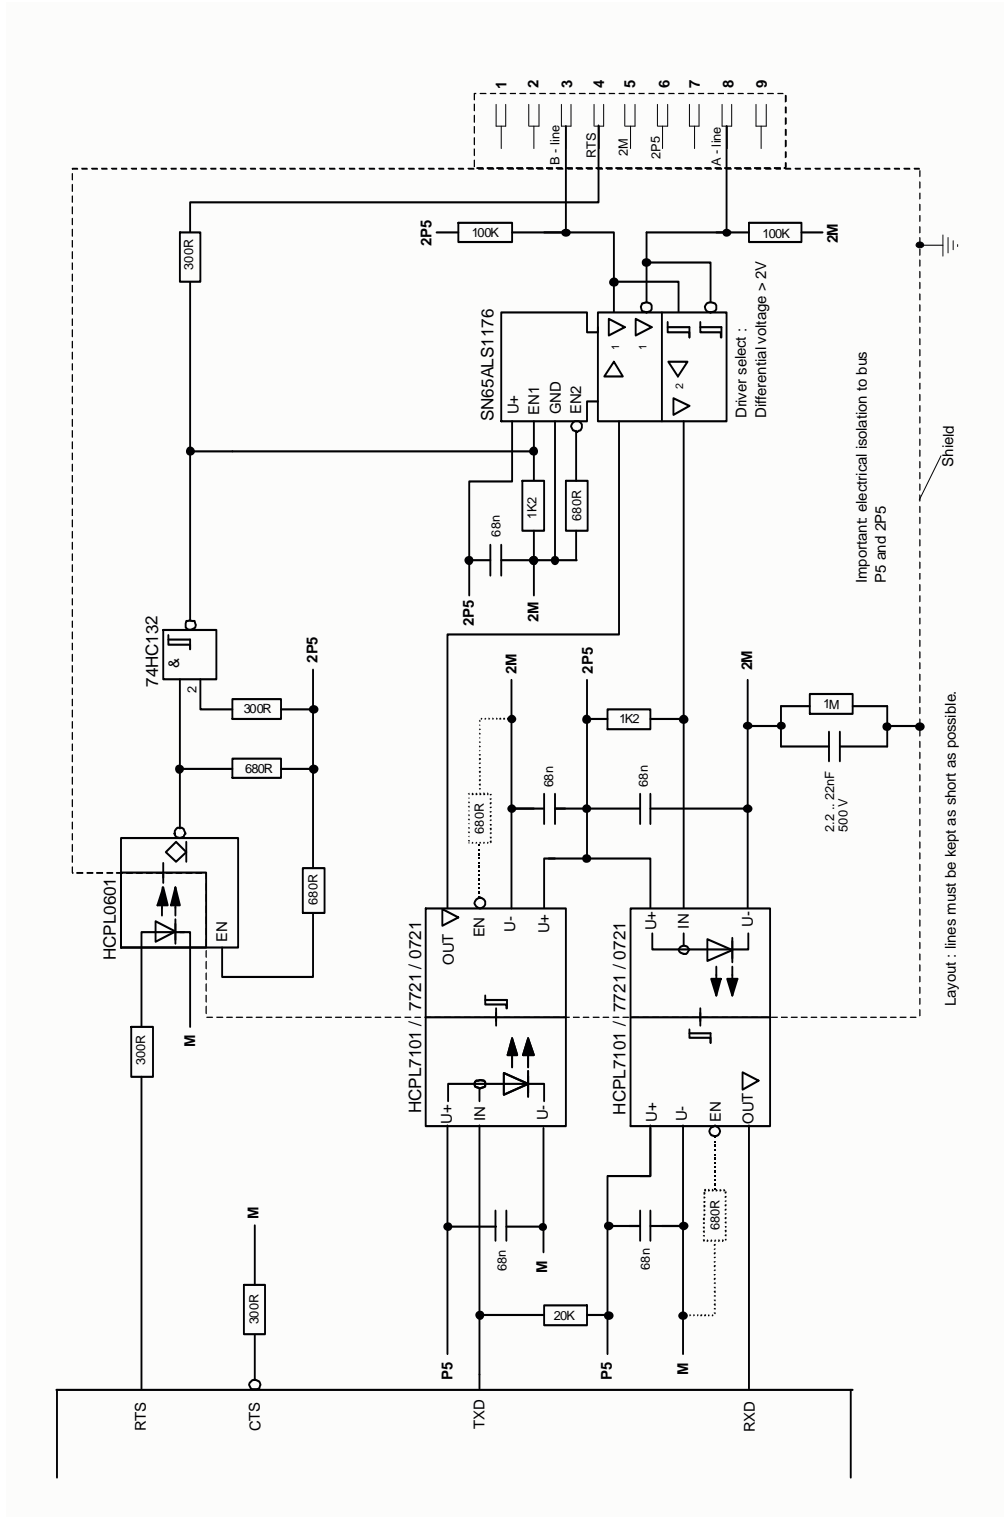 1
2
3
4
5
6
7
8
9
B - line
RTS
2M
2P5
A - line
300R
2P5
100K
100K
2M
SN65ALS1176
U+
EN1
GND
EN2
1
1
2
Driver select :
Differential voltage > 2V
68n
1K2
680R
2P5
2M
Important: electrical isolation to bus
P5 and 2P5
Shield
74HC132
&
2
300R
680R
680R
2P5
HCPL0601
EN
300R
M
2M
2P5
2M
680R
68n
1K2
68n
1M
2.2 .. 22nF
500 V
HCPL7101 / 7721 / 0721
OUT
EN
U-
U+
U+
IN
U-
HCPL7101 / 7721 / 0721
U+
IN
U-
U+
U-
EN
OUT
68n
M
68n
680R
20K
P5
P5
M
M
300R
RTS
CTS
TXD
RXD
Layout : lines must be kept as short as possible.